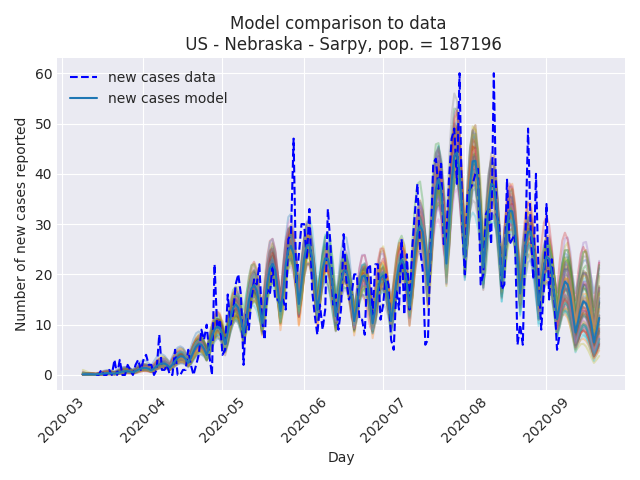 Model comparison to data
US - Nebraska - Sarpy, pop. = 187196
new cases data
new cases model
Number of new cases reported
60
50
40
30
20
10
0
2020-03
2020-04
2020-05
2020-06
2020-07
2020-08
2020-09
Day